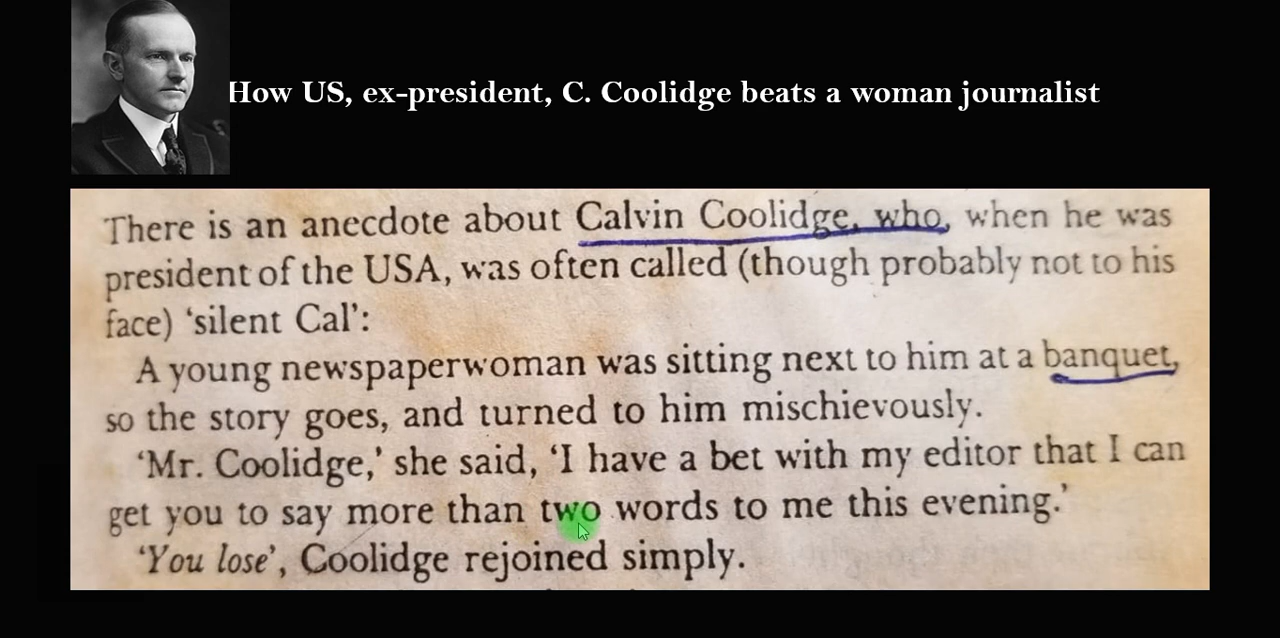 How US, ex-president, C. Coolidge beats a woman journalist
There is an anecdote about Calvin Coolidge, who, when he was
president of the USA, was often called (though probably not to his
face) ‘silent Cal’:
A young newspaperwoman was sitting next to him at a banquet,
so the story goes, and turned to him mischievously.
‘Mr. Coolidge,’ she said, ‘I have a bet with my editor that I can
get you to say more than two words to me this evening.’
‘You lose’, Coolidge rejoined simply.